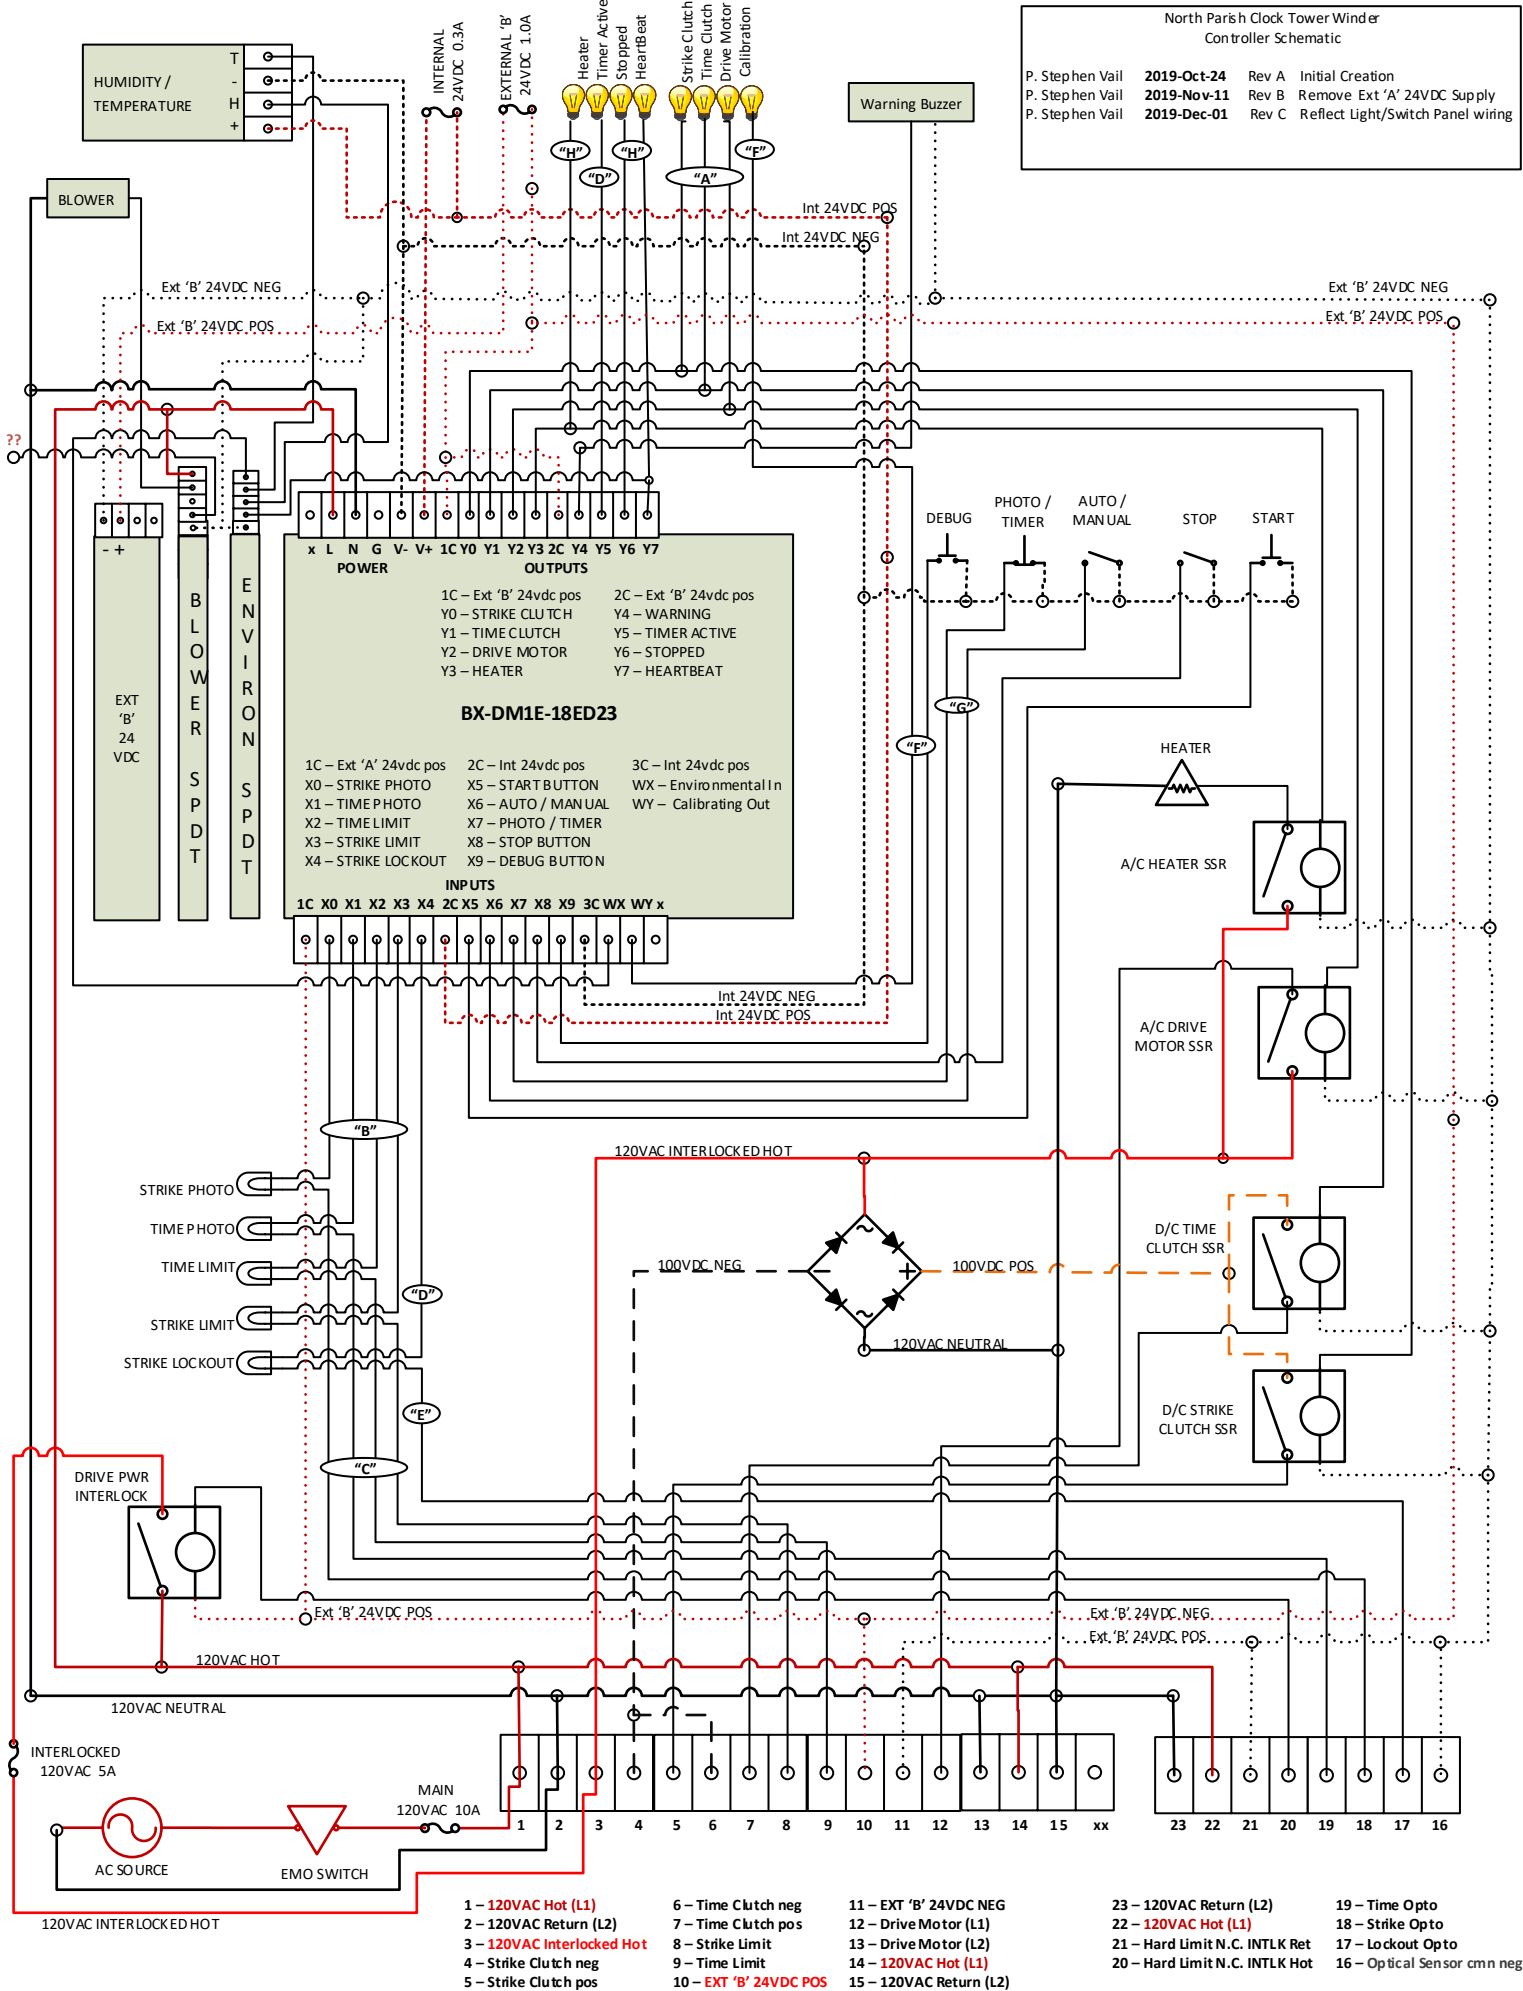 North Parish Clock Tower Winder
Controller Schematic
P. Stephen Vail 2019-Oct-24 Rev A Initial Creation
P. Stephen Vail 2019-Nov-11 Rev B Remove Ext 'A' 24VDC Supply
P. Stephen Vail 2019-Dec-01 Rev C Reflect Light/Switch Panel wiring
HUMIDITY /
TEMPERATURE
T
-
H
+
INTERNAL
24VDC 0.3A
EXTERNAL 'B'
24VDC 1.0A
Heater
Timer Active
Stopped
HeartBeat
Strike Clutch
Time Clutch
Drive Motor
Calibration
Warning Buzzer
"H"
"D"
"H"
"A"
"F"
BLOWER
Int 24VDC POS
Int 24VDC NEG
Ext 'B' 24VDC NEG
Ext 'B' 24VDC POS
Ext 'B' 24VDC NEG
Ext 'B' 24VDC POS
??
- +
EXT
'B'
24
VDC
BLOWER SPDT
ENVIRON SPDT
x L N G V- V+ 1C Y0 Y1 Y2 Y3 2C Y4 Y5 Y6 Y7
POWER OUTPUTS
1C – Ext 'B' 24vdc pos 2C – Ext 'B' 24vdc pos
Y0 – STRIKE CLUTCH Y4 – WARNING
Y1 – TIME CLUTCH Y5 – TIMER ACTIVE
Y2 – DRIVE MOTOR Y6 – STOPPED
Y3 – HEATER Y7 – HEARTBEAT
BX-DM1E-18ED23
1C – Ext 'A' 24vdc pos 2C – Int 24vdc pos 3C – Int 24vdc pos
X0 – STRIKE PHOTO X5 – START BUTTON WX – Environmental In
X1 – TIME PHOTO X6 – AUTO / MANUAL WY – Calibrating Out
X2 – TIME LIMIT X7 – PHOTO / TIMER
X3 – STRIKE LIMIT X8 – STOP BUTTON
X4 – STRIKE LOCKOUT X9 – DEBUG BUTTON
INPUTS
1C X0 X1 X2 X3 X4 2C X5 X6 X7 X8 X9 3C WX WY x
DEBUG
PHOTO /
TIMER
AUTO /
MANUAL
STOP
START
"G"
"F"
HEATER
A/C HEATER SSR
Int 24VDC NEG
Int 24VDC POS
A/C DRIVE
MOTOR SSR
"B"
120VAC INTERLOCKED HOT
STRIKE PHOTO
TIME PHOTO
TIME LIMIT
STRIKE LIMIT
STRIKE LOCKOUT
"D"
"E"
"C"
100VDC NEG
100VDC POS
120VAC NEUTRAL
D/C TIME
CLUTCH SSR
D/C STRIKE
CLUTCH SSR
DRIVE PWR
INTERLOCK
Ext 'B' 24VDC POS
Ext 'B' 24VDC NEG
Ext 'B' 24VDC POS
120VAC HOT
120VAC NEUTRAL
INTERLOCKED
120VAC 5A
MAIN
120VAC 10A
AC SOURCE
EMO SWITCH
120VAC INTERLOCKED HOT
1 2 3 4 5 6 7 8 9 10 11 12 13 14 15 xx
23 22 21 20 19 18 17 16
1 – 120VAC Hot (L1) 6 – Time Clutch neg 11 – EXT 'B' 24VDC NEG 23 – 120VAC Return (L2) 19 – Time Opto
2 – 120VAC Return (L2) 7 – Time Clutch pos 12 – Drive Motor (L1) 22 – 120VAC Hot (L1) 18 – Strike Opto
3 – 120VAC Interlocked Hot 8 – Strike Limit 13 – Drive Motor (L2) 21 – Hard Limit N.C. INTLK Ret 17 – Lockout Opto
4 – Strike Clutch neg 9 – Time Limit 14 – 120VAC Hot (L1) 20 – Hard Limit N.C. INTLK Hot 16 – Optical Sensor cmn neg
5 – Strike Clutch pos 10 – EXT 'B' 24VDC POS 15 – 120VAC Return (L2)